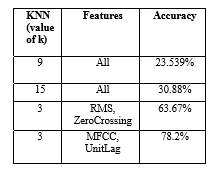 KNN Features Accuracy
(value
of k)
9 All 23.539%
15 All 30.88%
3 RMS, 63.67%
ZeroCrossing
3 MFCC, 78.2%
UnitLag